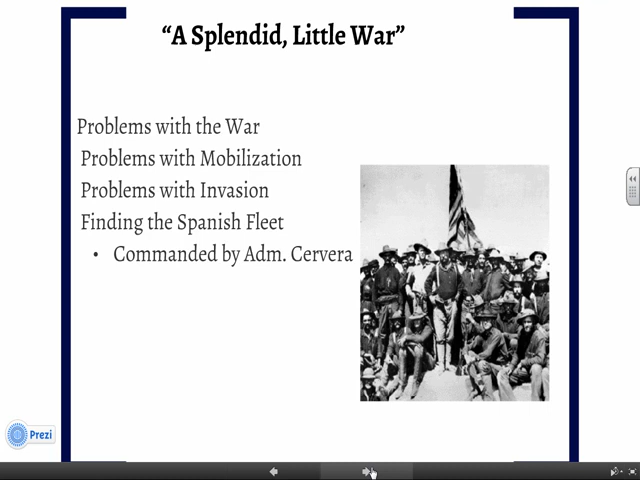 “A Splendid, Little War”
Problems with the War
Problems with Mobilization
Problems with Invasion
Finding the Spanish Fleet
• Commanded by Adm. Cervera
Prezi